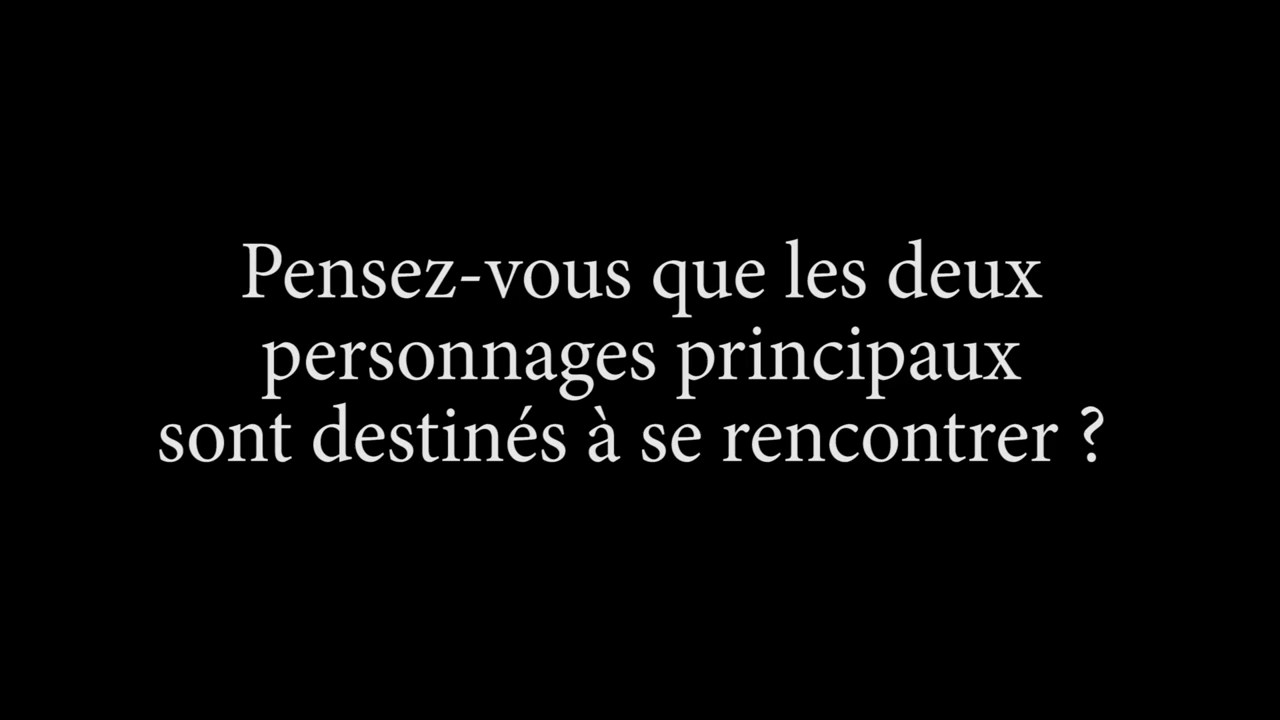 Pensez-vous que les deux
personnages principaux
sont destinés à se rencontrer ?